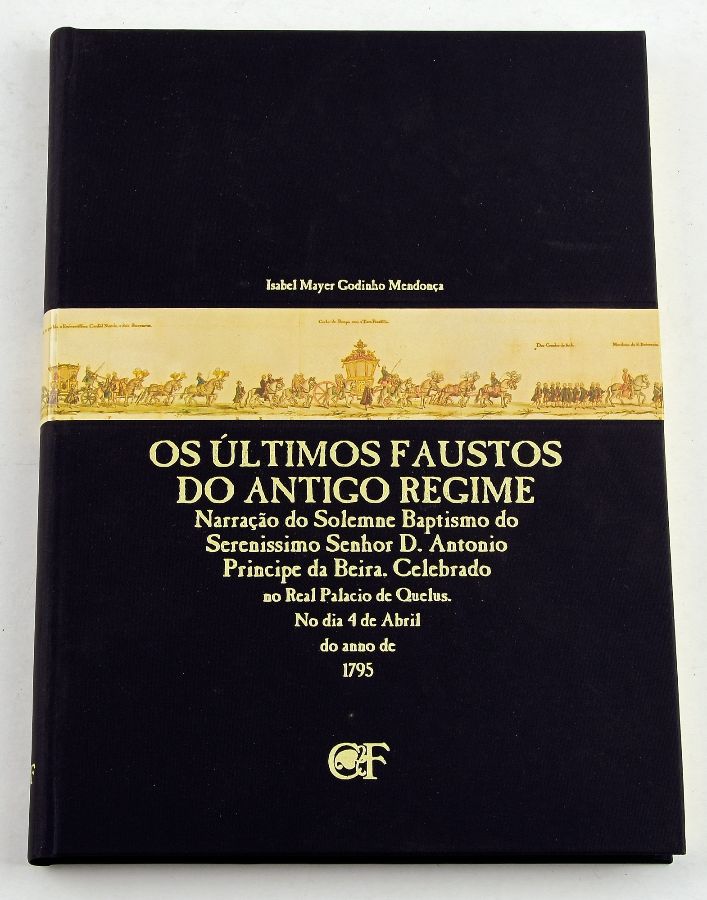 Isabel Mayer Godinho Mendonça
OS ÚLTIMOS FAUSTOS
DO ANTIGO REGIME
Narração do Solemne Baptismo do
Serenissimo Senhor D. Antonio
Principe da Beira. Celebrado
no Real Palacio de Quelus.
No dia 4 de Abril
do anno de
1795